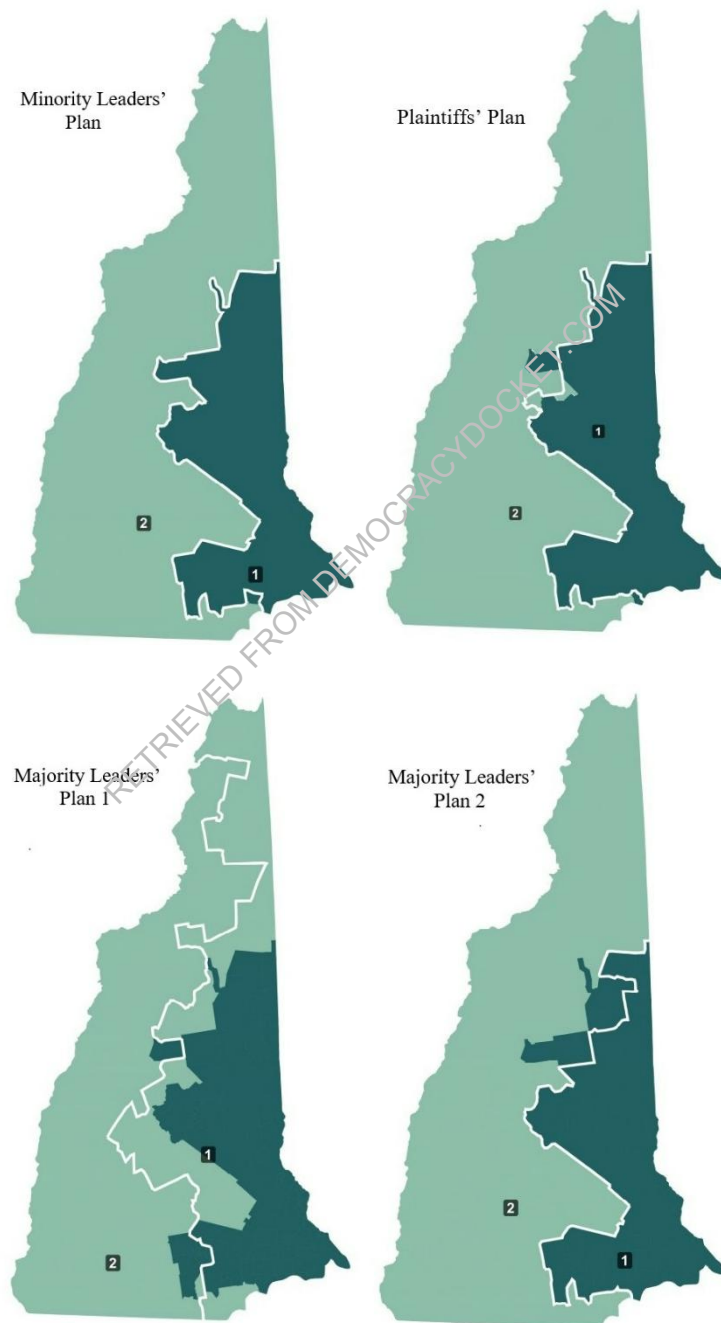 Minority Leaders’
Plan
Plaintiffs’ Plan
1
2
2
1
RETRIEVED FROM DEMOCRACYDOCKET.COM
Majority Leaders’
Plan 1
Majority Leaders’
Plan 2
1
2
2
1